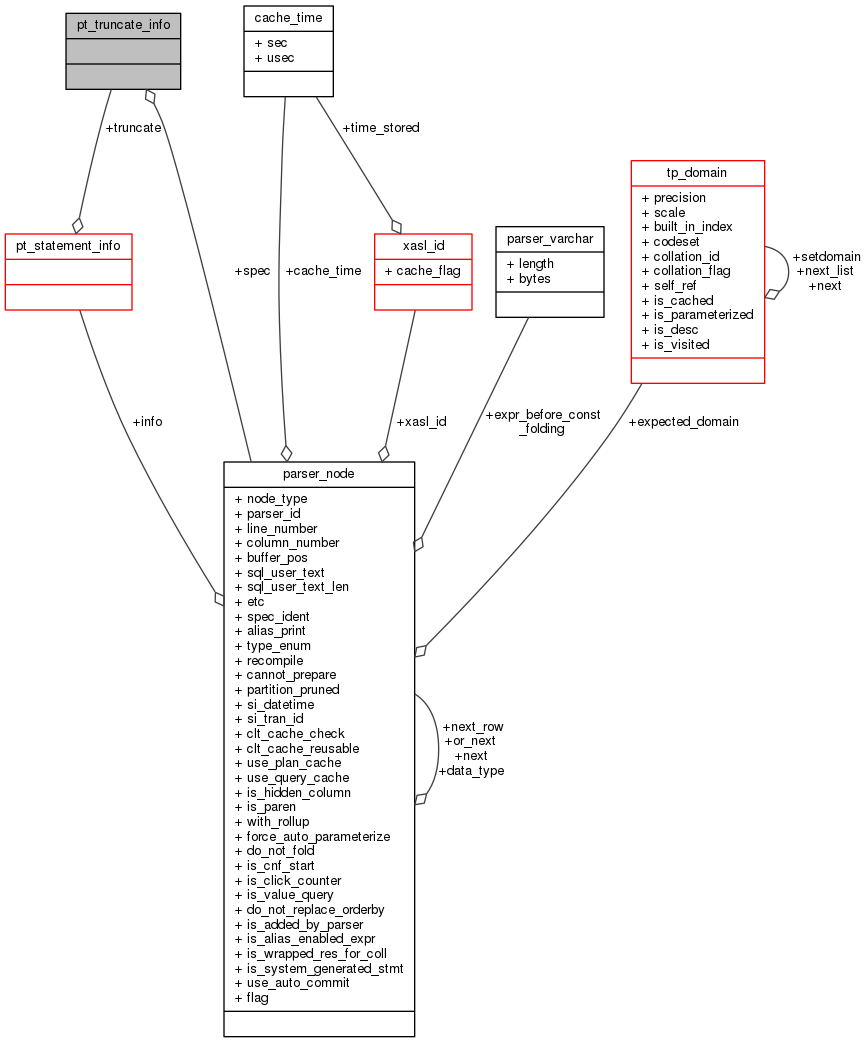 pt_truncate_info
cache_time
+ sec
+ usec
+truncate
+time_stored
tp_domain
+ precision
+ scale
+ built_in_index
+ codeset
+ collation_id
+ collation_flag
+ self_ref
+ is_cached
+ is_parameterized
+ is_desc
+ is_visited
+setdomain
+next_list
+next
pt_statement_info
xasl_id
+ cache_flag
parser_varchar
+ length
+ bytes
+spec
+cache_time
+info
+xasl_id
+expr_before_const
_folding
+expected_domain
parser_node
+ node_type
+ parser_id
+ line_number
+ column_number
+ buffer_pos
+ sql_user_text
+ sql_user_text_len
+ etc
+ spec_ident
+ alias_print
+ type_enum
+ recompile
+ cannot_prepare
+ partition_pruned
+ si_datetime
+ si_tran_id
+ clt_cache_check
+ clt_cache_reusable
+ use_plan_cache
+ use_query_cache
+ is_hidden_column
+ is_paren
+ with_rollup
+ force_auto_parameterize
+ do_not_fold
+ is_cnf_start
+ is_click_counter
+ is_value_query
+ do_not_replace_orderby
+ is_added_by_parser
+ is_alias_enabled_expr
+ is_wrapped_res_for_coll
+ is_system_generated_stmt
+ use_auto_commit
+ flag
+next_row
+or_next
+next
+data_type